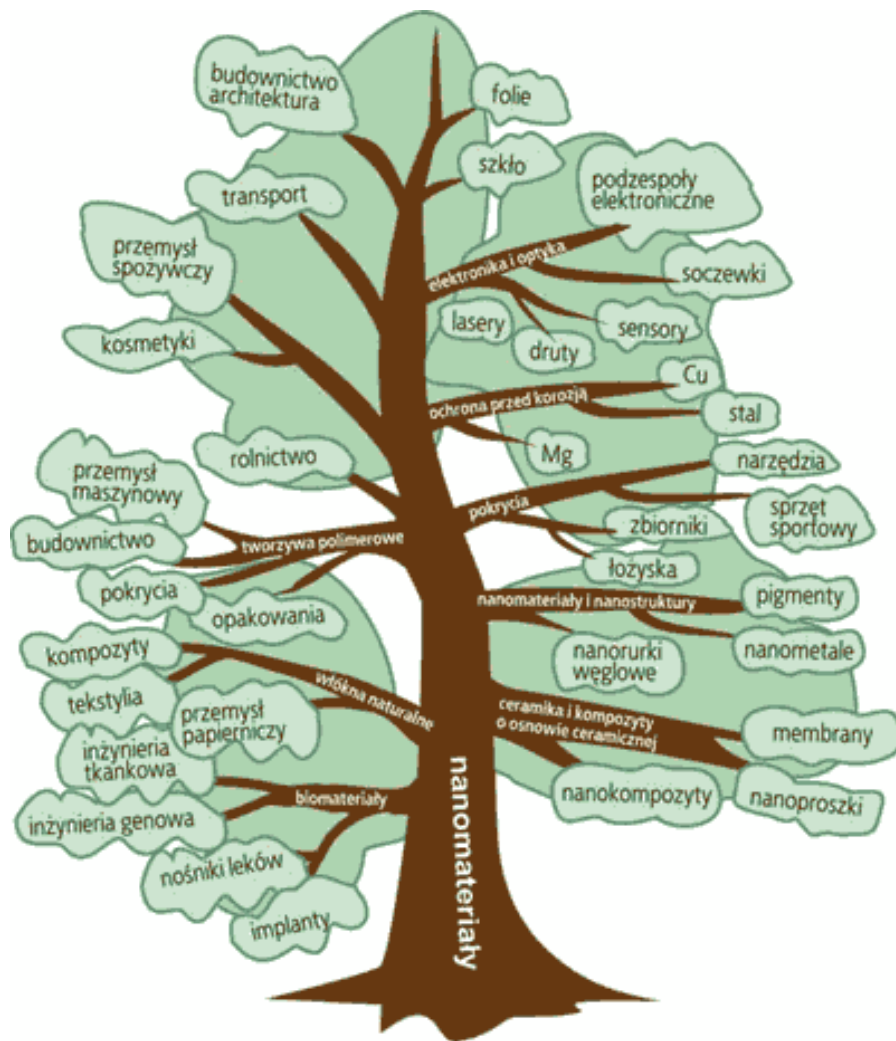 budownictwo
architektura
folie
szkło
transport
podzespoły
elektroniczne
przemysł
spożywczy
elektronika i optyka
soczewki
kosmetyki
lasery
druty
sensory
Cu
ochrona przed korozją
stal
Mg
rolnictwo
narzędzia
przemysł
maszynowy
pokrycia
sprzęt
sportowy
zbiorniki
budownictwo
tworzywa polimerowe
łożyska
pokrycia
opakowania
nanomateriały i nanostruktury
pigmenty
kompozyty
nanorurki
węglowe
nanometale
tekstylia
włókna naturalne
przemysł
papierniczy
ceramika i kompozyty
o osnowie ceramicznej
membrany
inżynieria
tkankowa
biomateriały
nanokompozyty
nanoproszki
inżynieria genowa
nośniki leków
implanty
nanomateriały